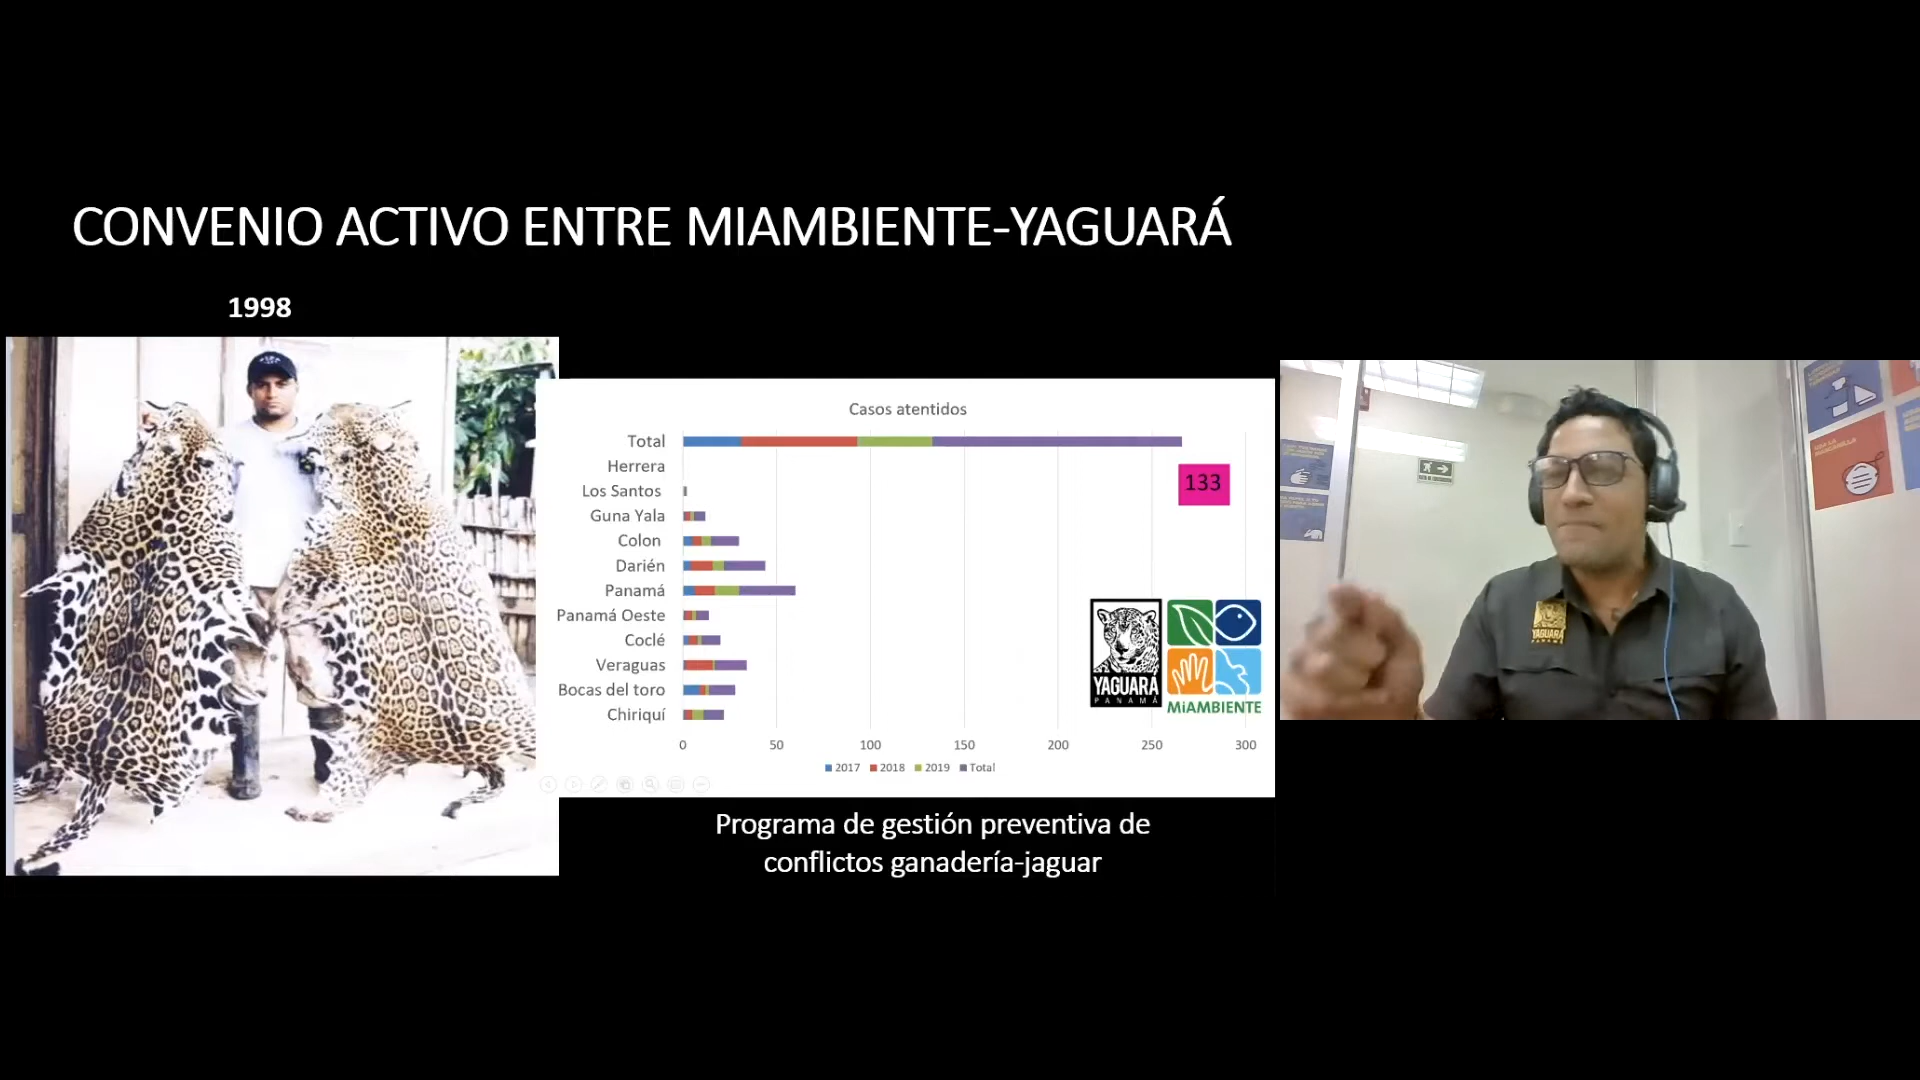 CONVENIO ACTIVO ENTRE MIAMBIENTE-YAGUARÁ
1998
Casos atentidos
Total
Herrera
Los Santos
Guna Yala
Colon
Darién
Panamá
Panamá Oeste
Coclé
Veraguas
Bocas del toro
Chiriquí
0 50 100 150 200 250 300
2017 2018 2019 Total
133
YAGUARÁ
PANAMÁ
MiAMBIENTE
Programa de gestión preventiva de
conflictos ganadería-jaguar
YAGUARÁ
PANAMÁ